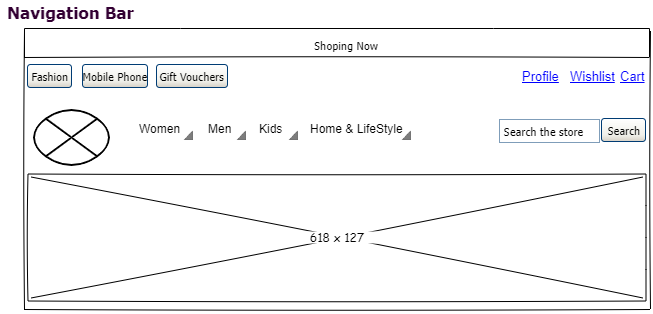 Navigation Bar
Shoping Now
Fashion Mobile Phone Gift Vouchers Profile Wishlist Cart
Women Men Kids Home & LifeStyle Search the store Search
618 x 127